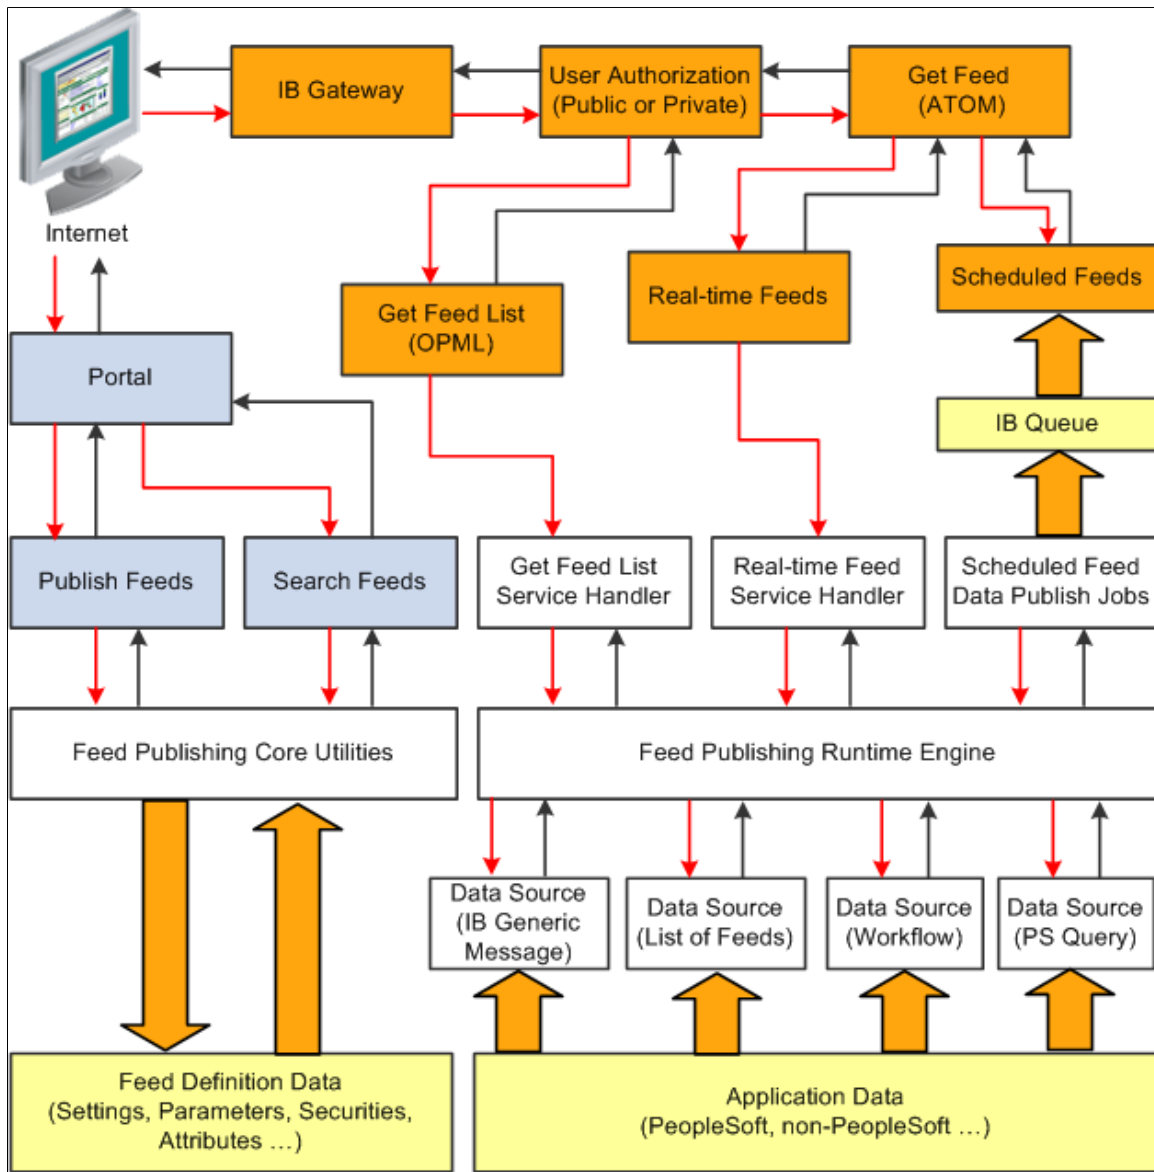 IB Gateway
User Authorization
(Public or Private)
Get Feed
(ATOM)
Internet
Get Feed List
(OPML)
Real-time Feeds
Scheduled Feeds
Portal
IB Queue
Publish Feeds
Search Feeds
Get Feed List
Service Handler
Real-time Feed
Service Handler
Scheduled Feed
Data Publish Jobs
Feed Publishing Core Utilities
Feed Publishing Runtime Engine
Data Source
(IB Generic
Message)
Data Source
(List of Feeds)
Data Source
(Workflow)
Data Source
(PS Query)
Feed Definition Data
(Settings, Parameters, Securities,
Attributes ...)
Application Data
(PeopleSoft, non-PeopleSoft ...)